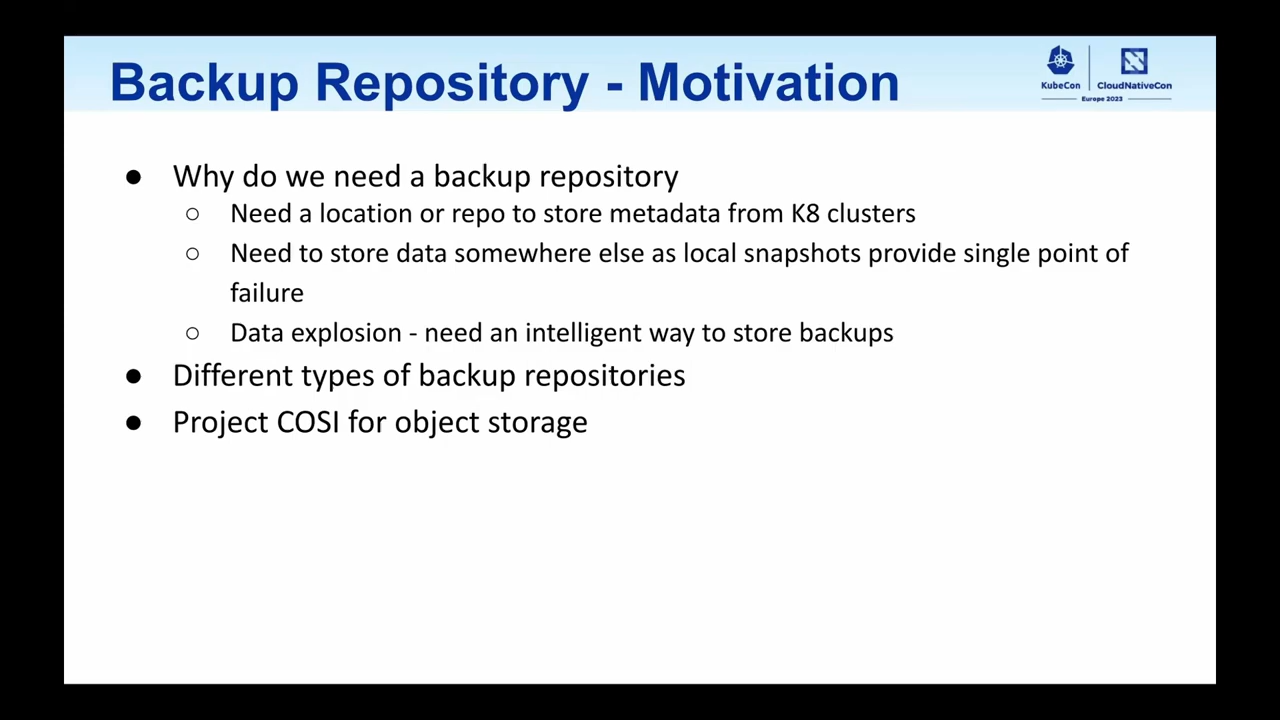 Backup Repository - Motivation
KubeCon
CloudNativeCon
Europe 2023
● Why do we need a backup repository
○ Need a location or repo to store metadata from K8 clusters
○ Need to store data somewhere else as local snapshots provide single point of
failure
○ Data explosion - need an intelligent way to store backups
● Different types of backup repositories
● Project COSI for object storage